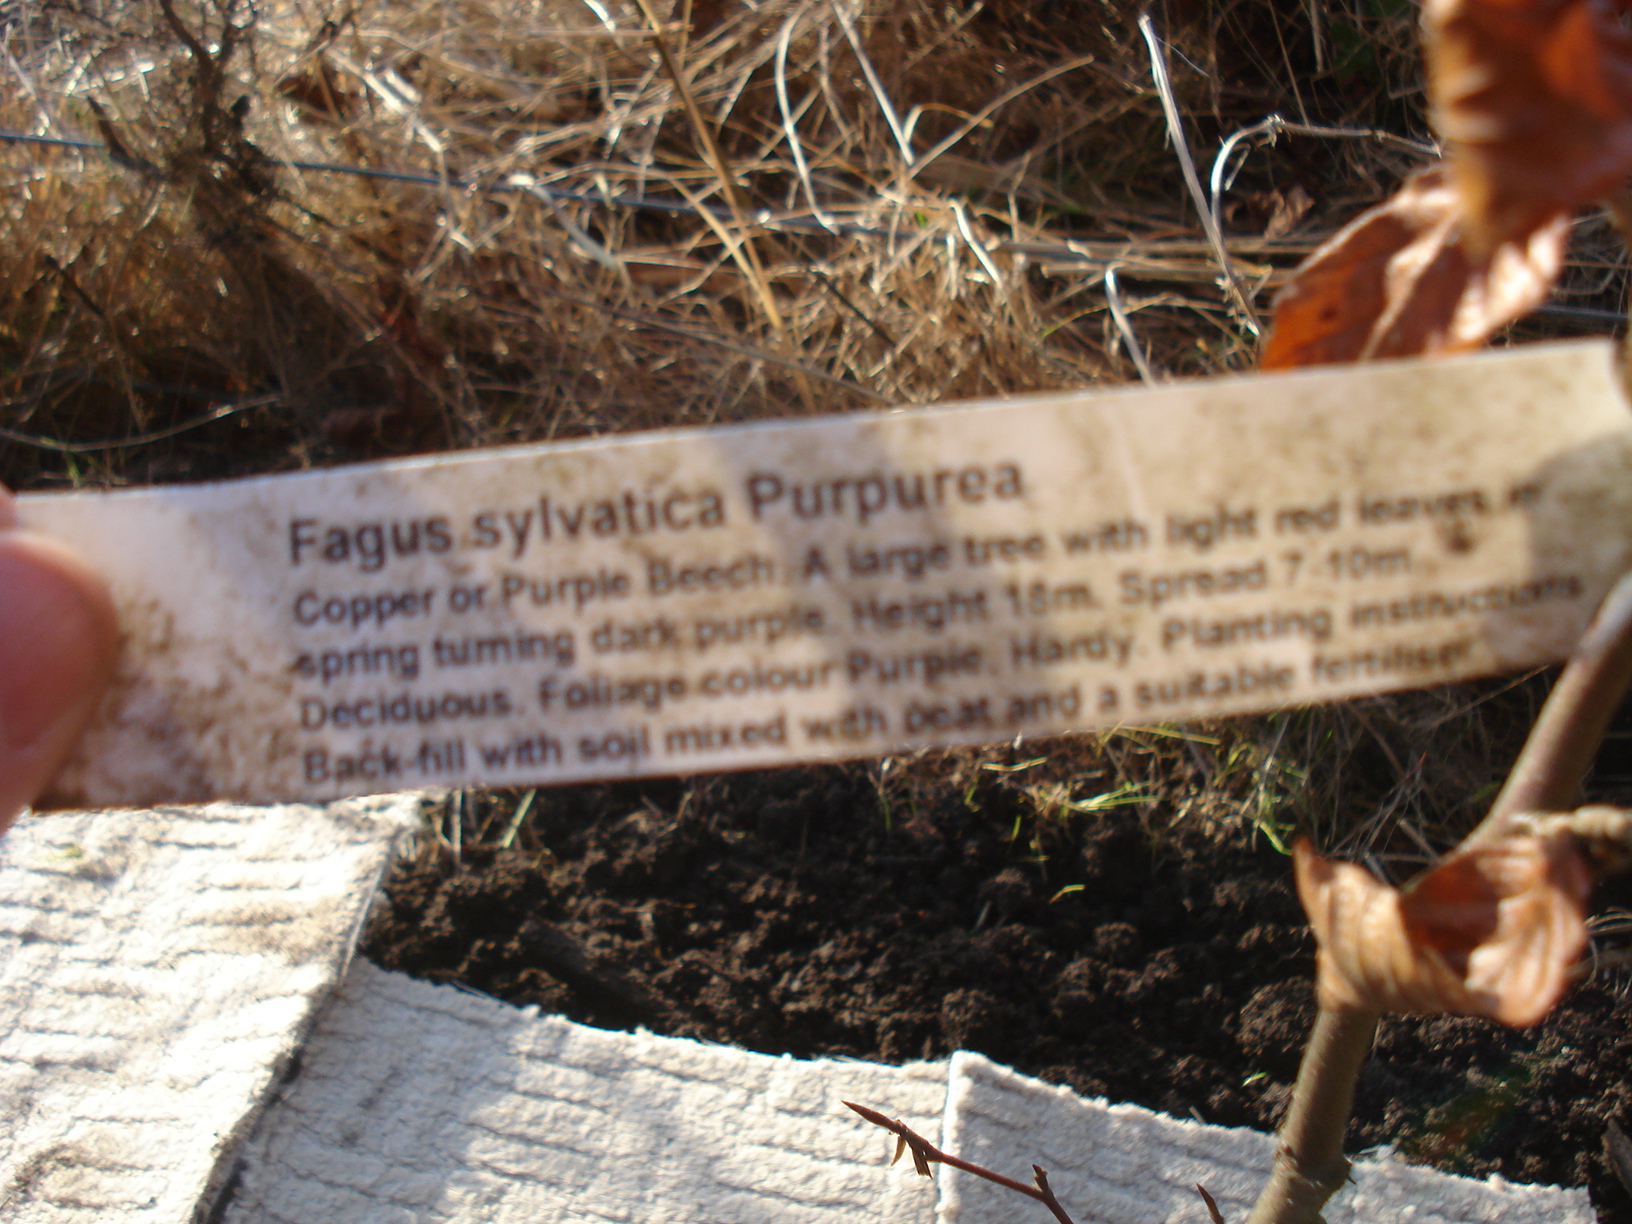 Fagus sylvatica Purpurea
Copper or Purple Beech. A large tree with light red leaves in
spring turning dark purple. Height 18m. Spread 7-10m.
Deciduous. Foliage colour Purple. Hardy. Planting instructions
Back-fill with soil mixed with peat and a suitable fertiliser